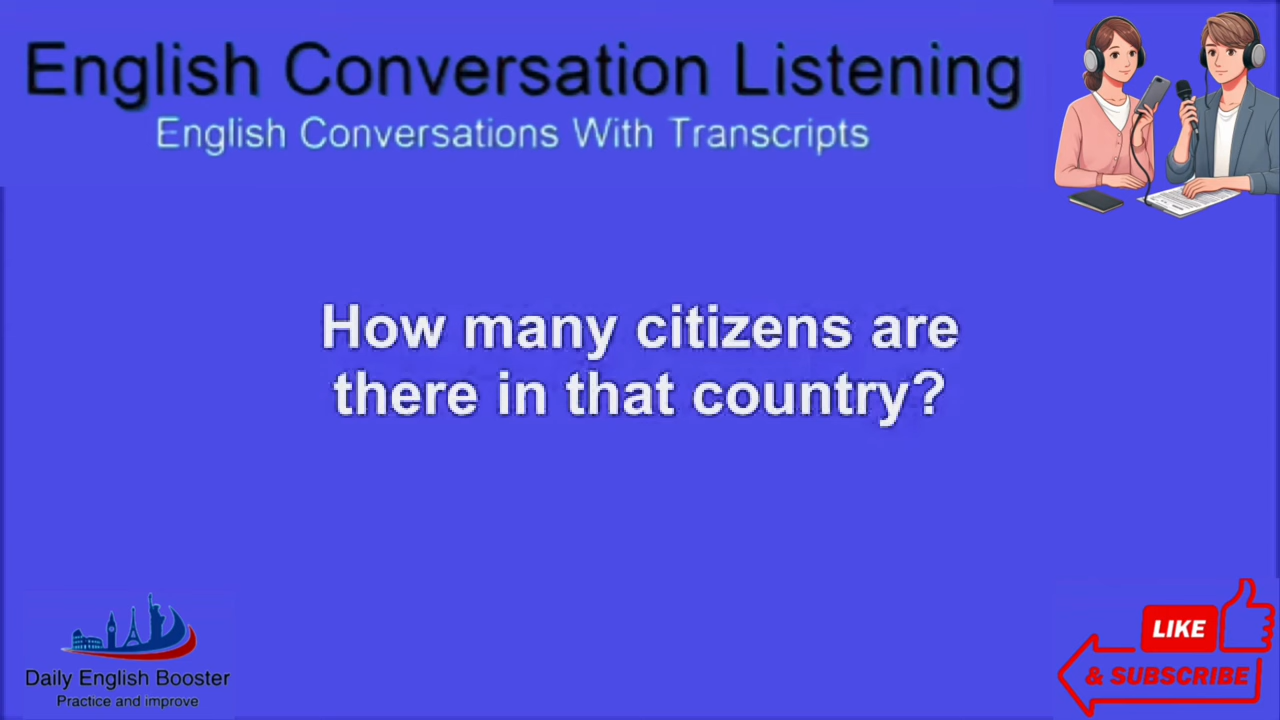 English Conversation Listening
English Conversations With Transcripts
How many citizens are
there in that country?
Daily English Booster
Practice and improve
LIKE
& SUBSCRIBE